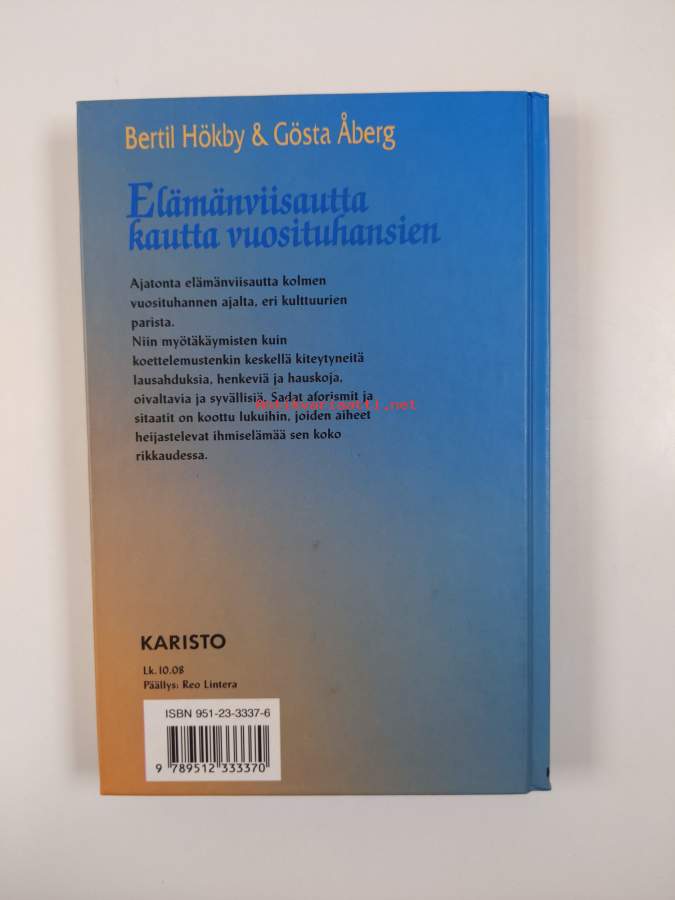 Bertil Hökby & Gösta Åberg
Elämänviisautta
kautta vuosituhansien
Ajatonta elämänviisautta kolmen
vuosituhannen ajalta, eri kulttuurien
parista.
Niin myötäkäymisten kuin
koettelemustenkin keskellä kiteytyneitä
lausahduksia, henkeviä ja hauskoja,
oivaltavia ja syvällisiä. Sadat aforismit ja
Antikvariaatti.net
sitaatit on koottu lukuihin, joiden aiheet
heijastelevat ihmiselämää sen koko
rikkaudessa.
KARISTO
Lk. 10.08
Päällys: Reo Lintera
ISBN 951-23-3337-6
9 789512 333370